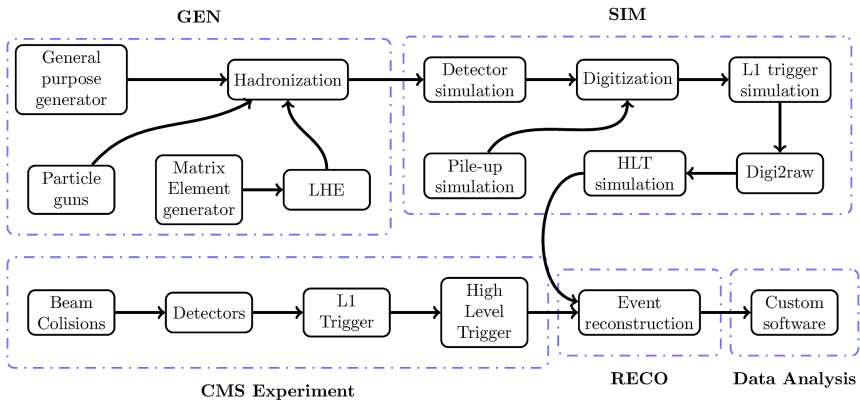 GEN
SIM
General
purpose
generator
Hadronization
Particle
guns
Matrix
Element
generator
LHE
Detector
simulation
Digitization
L1 trigger
simulation
Pile-up
simulation
HLT
simulation
Digi2raw
Beam
Colisions
Detectors
L1
Trigger
High
Level
Trigger
Event
reconstruction
Custom
software
CMS Experiment
RECO
Data Analysis